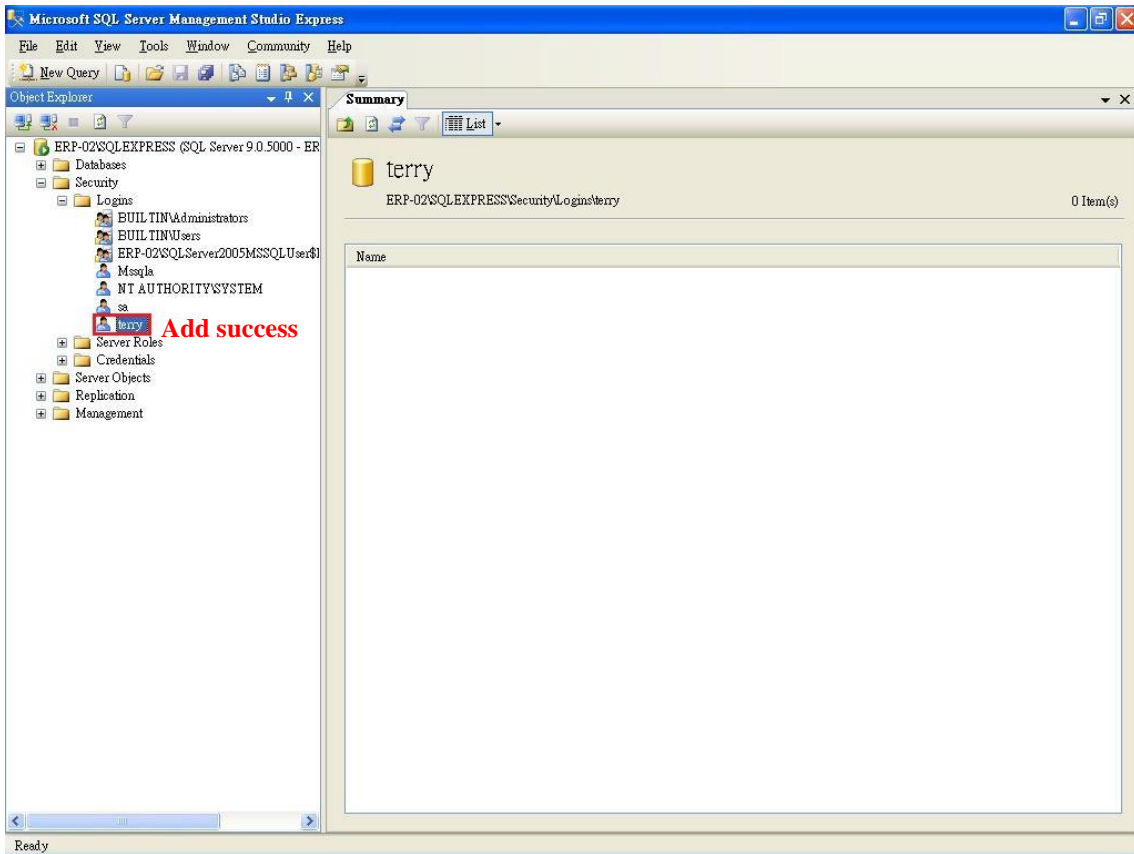 Microsoft SQL Server Management Studio Express
File Edit View Tools Window Community Help
New Query
Object Explorer
Summary
List
ERP-02\SQLEXPRESS (SQL Server 9.0.5000 - ER
Databases
Security
Logins
BUILTIN\Administrators
BUILTIN\Users
ERP-02\SQLServer2005MSSQLUser$
Mssqla
NT AUTHORITY\SYSTEM
sa
terry
Add success
Server Roles
Credentials
Server Objects
Replication
Management
terry
ERP-02\SQLEXPRESS\Security\Logins\terry
0 Item(s)
Name
Ready